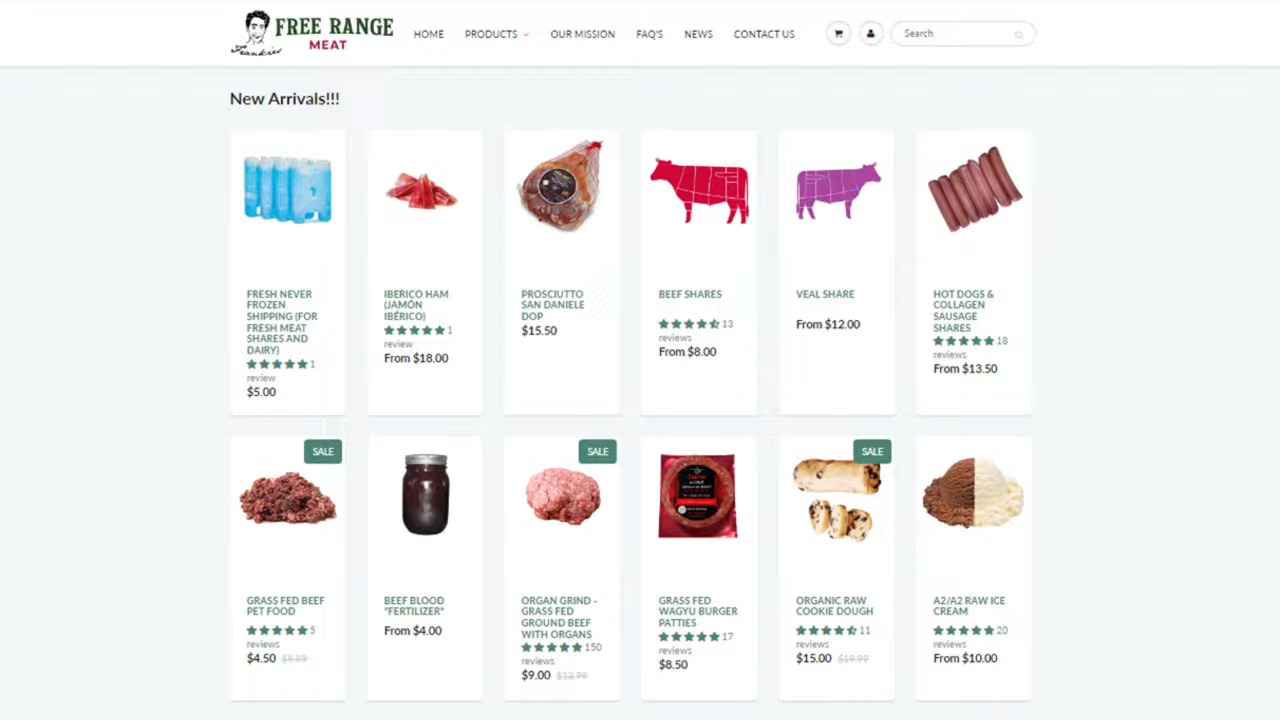 FREE RANGE
MEAT
Frankies
HOME PRODUCTS OUR MISSION FAQ'S NEWS CONTACT US
Search
New Arrivals!!!
FRESH NEVER
FROZEN
SHIPPING (FOR
FRESH MEAT
SHARES AND
DAIRY)
1
review
$5.00
IBERICO HAM
(JAMÓN
IBÉRICO)
1
review
From $18.00
PROSCIUTTO
SAN DANIELE
DOP
$15.50
BEEF SHARES
13
reviews
From $8.00
VEAL SHARE
From $12.00
HOT DOGS &
COLLAGEN
SAUSAGE
SHARES
18
reviews
From $13.50
SALE
GRASS FED BEEF
PET FOOD
5
reviews
$4.50 $9.99
BEEF BLOOD
"FERTILIZER"
From $4.00
SALE
ORGAN GRIND -
GRASS FED
GROUND BEEF
WITH ORGANS
150
reviews
$9.00 $13.99
GRASS FED
WAGYU BURGER
PATTIES
17
reviews
$8.50
SALE
ORGANIC RAW
COOKIE DOUGH
11
reviews
$15.00 $19.99
A2/A2 RAW ICE
CREAM
20
reviews
From $10.00